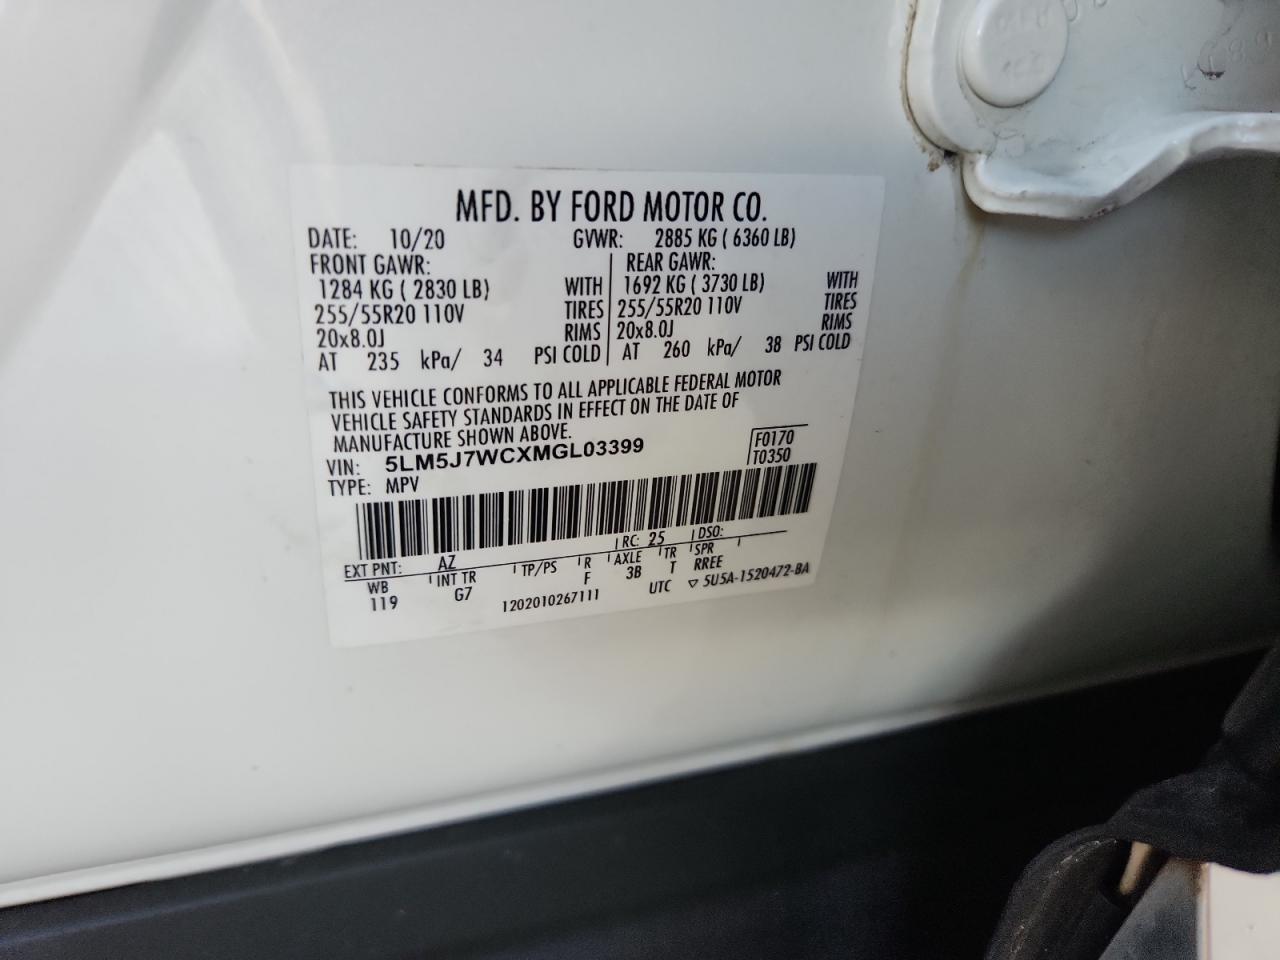 MFD. BY FORD MOTOR CO.
DATE: 10/20 GVWR: 2885 KG ( 6360 LB)
FRONT GAWR: REAR GAWR:
1284 KG ( 2830 LB) WITH 1692 KG ( 3730 LB) WITH
255/55R20 110V TIRES 255/55R20 110V TIRES
20x8.0J RIMS 20x8.0J RIMS
AT 235 kPa/ 34 PSI COLD AT 260 kPa/ 38 PSI COLD
THIS VEHICLE CONFORMS TO ALL APPLICABLE FEDERAL MOTOR
VEHICLE SAFETY STANDARDS IN EFFECT ON THE DATE OF
MANUFACTURE SHOWN ABOVE.
VIN: 5LM5J7WCXMGL03399 F0170
TYPE: MPV T0350
EXT PNT: AZ RC: 25 DSO:
WB INT TR TP/PS R AXLE TR SPR
119 G7 F 3B T RREE
1202010267111 UTC ▽ 5U5A-1520472-BA